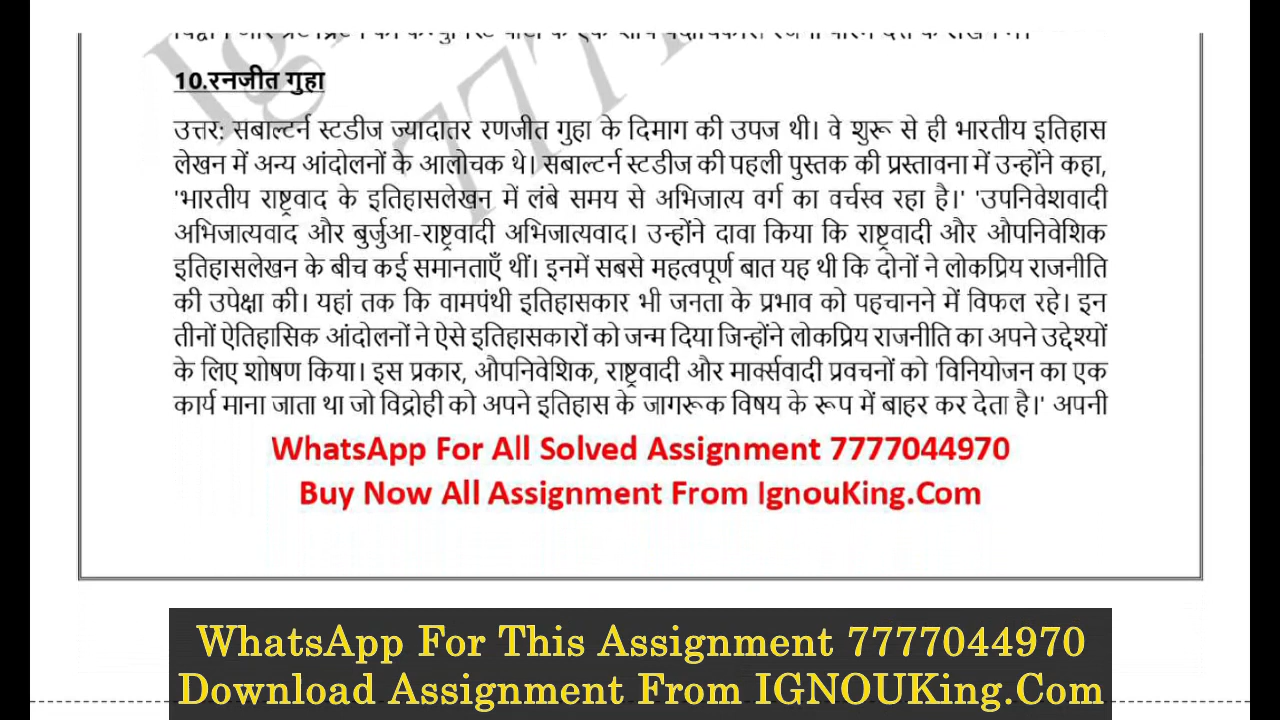 10.रनजीत गुहा
उत्तर: सबाल्टर्न स्टडीज ज्यादातर रणजीत गुहा के दिमाग की उपज थी। वे शुरू से ही भारतीय इतिहास
लेखन में अन्य आंदोलनों के आलोचक थे। सबाल्टर्न स्टडीज की पहली पुस्तक की प्रस्तावना में उन्होंने कहा,
'भारतीय राष्ट्रवाद के इतिहासलेखन में लंबे समय से अभिजात्य वर्ग का वर्चस्व रहा है।' 'उपनिवेशवादी
अभिजात्यवाद और बुर्जुआ-राष्ट्रवादी अभिजात्यवाद। उन्होंने दावा किया कि राष्ट्रवादी और औपनिवेशिक
इतिहासलेखन के बीच कई समानताएँ थीं। इनमें सबसे महत्वपूर्ण बात यह थी कि दोनों ने लोकप्रिय राजनीति
की उपेक्षा की। यहां तक कि वामपंथी इतिहासकार भी जनता के प्रभाव को पहचानने में विफल रहे। इन
तीनों ऐतिहासिक आंदोलनों ने ऐसे इतिहासकारों को जन्म दिया जिन्होंने लोकप्रिय राजनीति का अपने उद्देश्यों
के लिए शोषण किया। इस प्रकार, औपनिवेशिक, राष्ट्रवादी और मार्क्सवादी प्रवचनों को 'विनियोजन का एक
कार्य माना जाता था जो विद्रोही को अपने इतिहास के जागरूक विषय के रूप में बाहर कर देता है।' अपनी
WhatsApp For All Solved Assignment 7777044970
Buy Now All Assignment From IgnouKing.Com
WhatsApp For This Assignment 7777044970
Download Assignment From IGNOUKing.Com